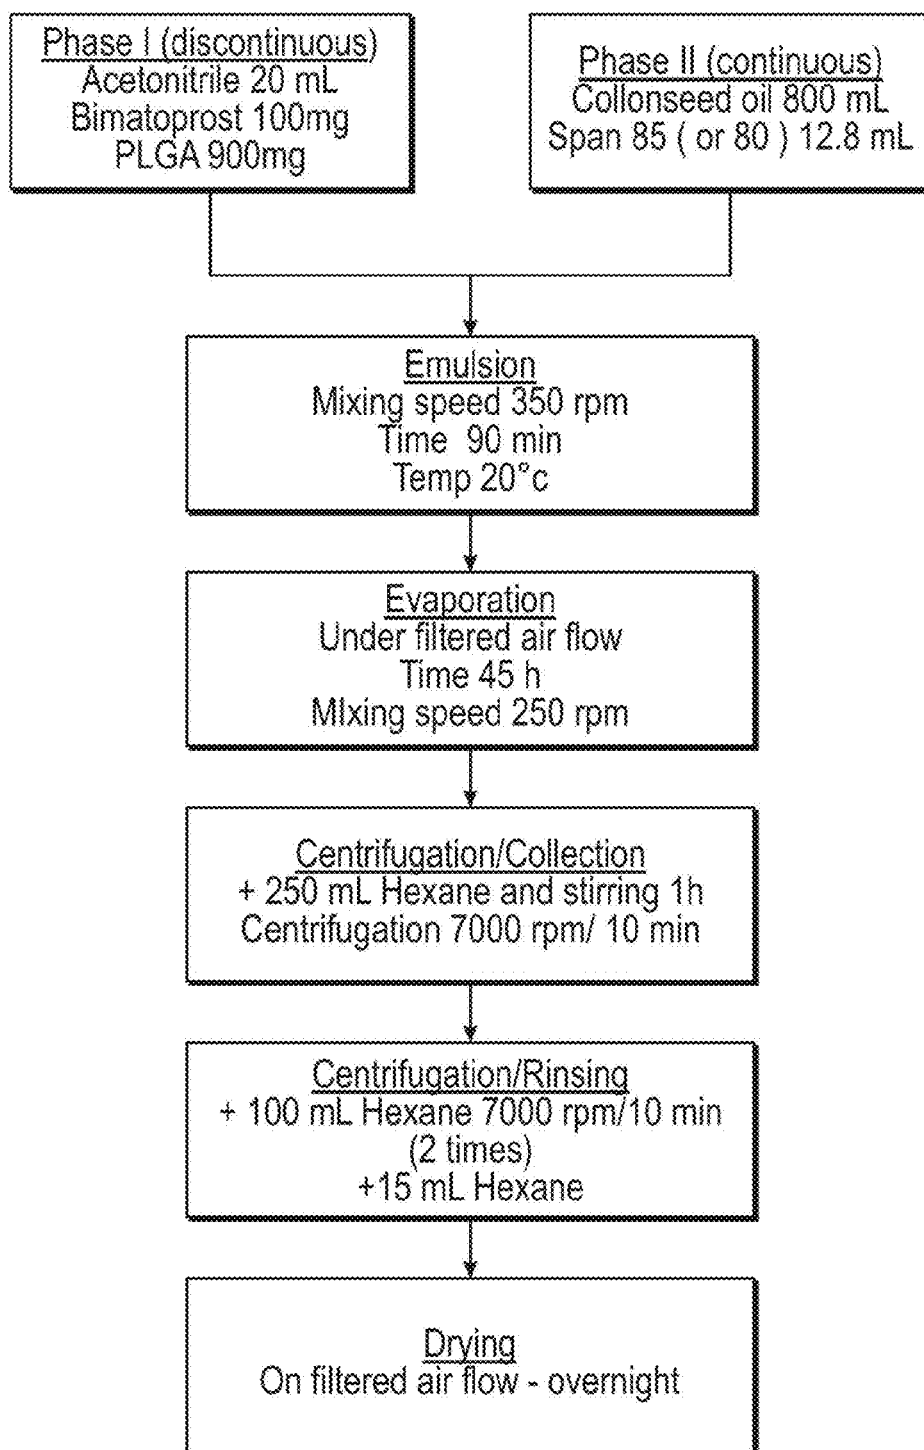 Phase I (discontinuous)
Acetonitrile 20 mL
Bimatoprost 100mg
PLGA 900mg
Phase II (continuous)
Collonseed oil 800 mL
Span 85 ( or 80 ) 12.8 mL
Emulsion
Mixing speed 350 rpm
Time 90 min
Temp 20°c
Evaporation
Under filtered air flow
Time 45 h
MIxing speed 250 rpm
Centrifugation/Collection
+ 250 mL Hexane and stirring 1h
Centrifugation 7000 rpm/ 10 min
Centrifugation/Rinsing
+ 100 mL Hexane 7000 rpm/10 min
(2 times)
+15 mL Hexane
Drying
On filtered air flow - overnight